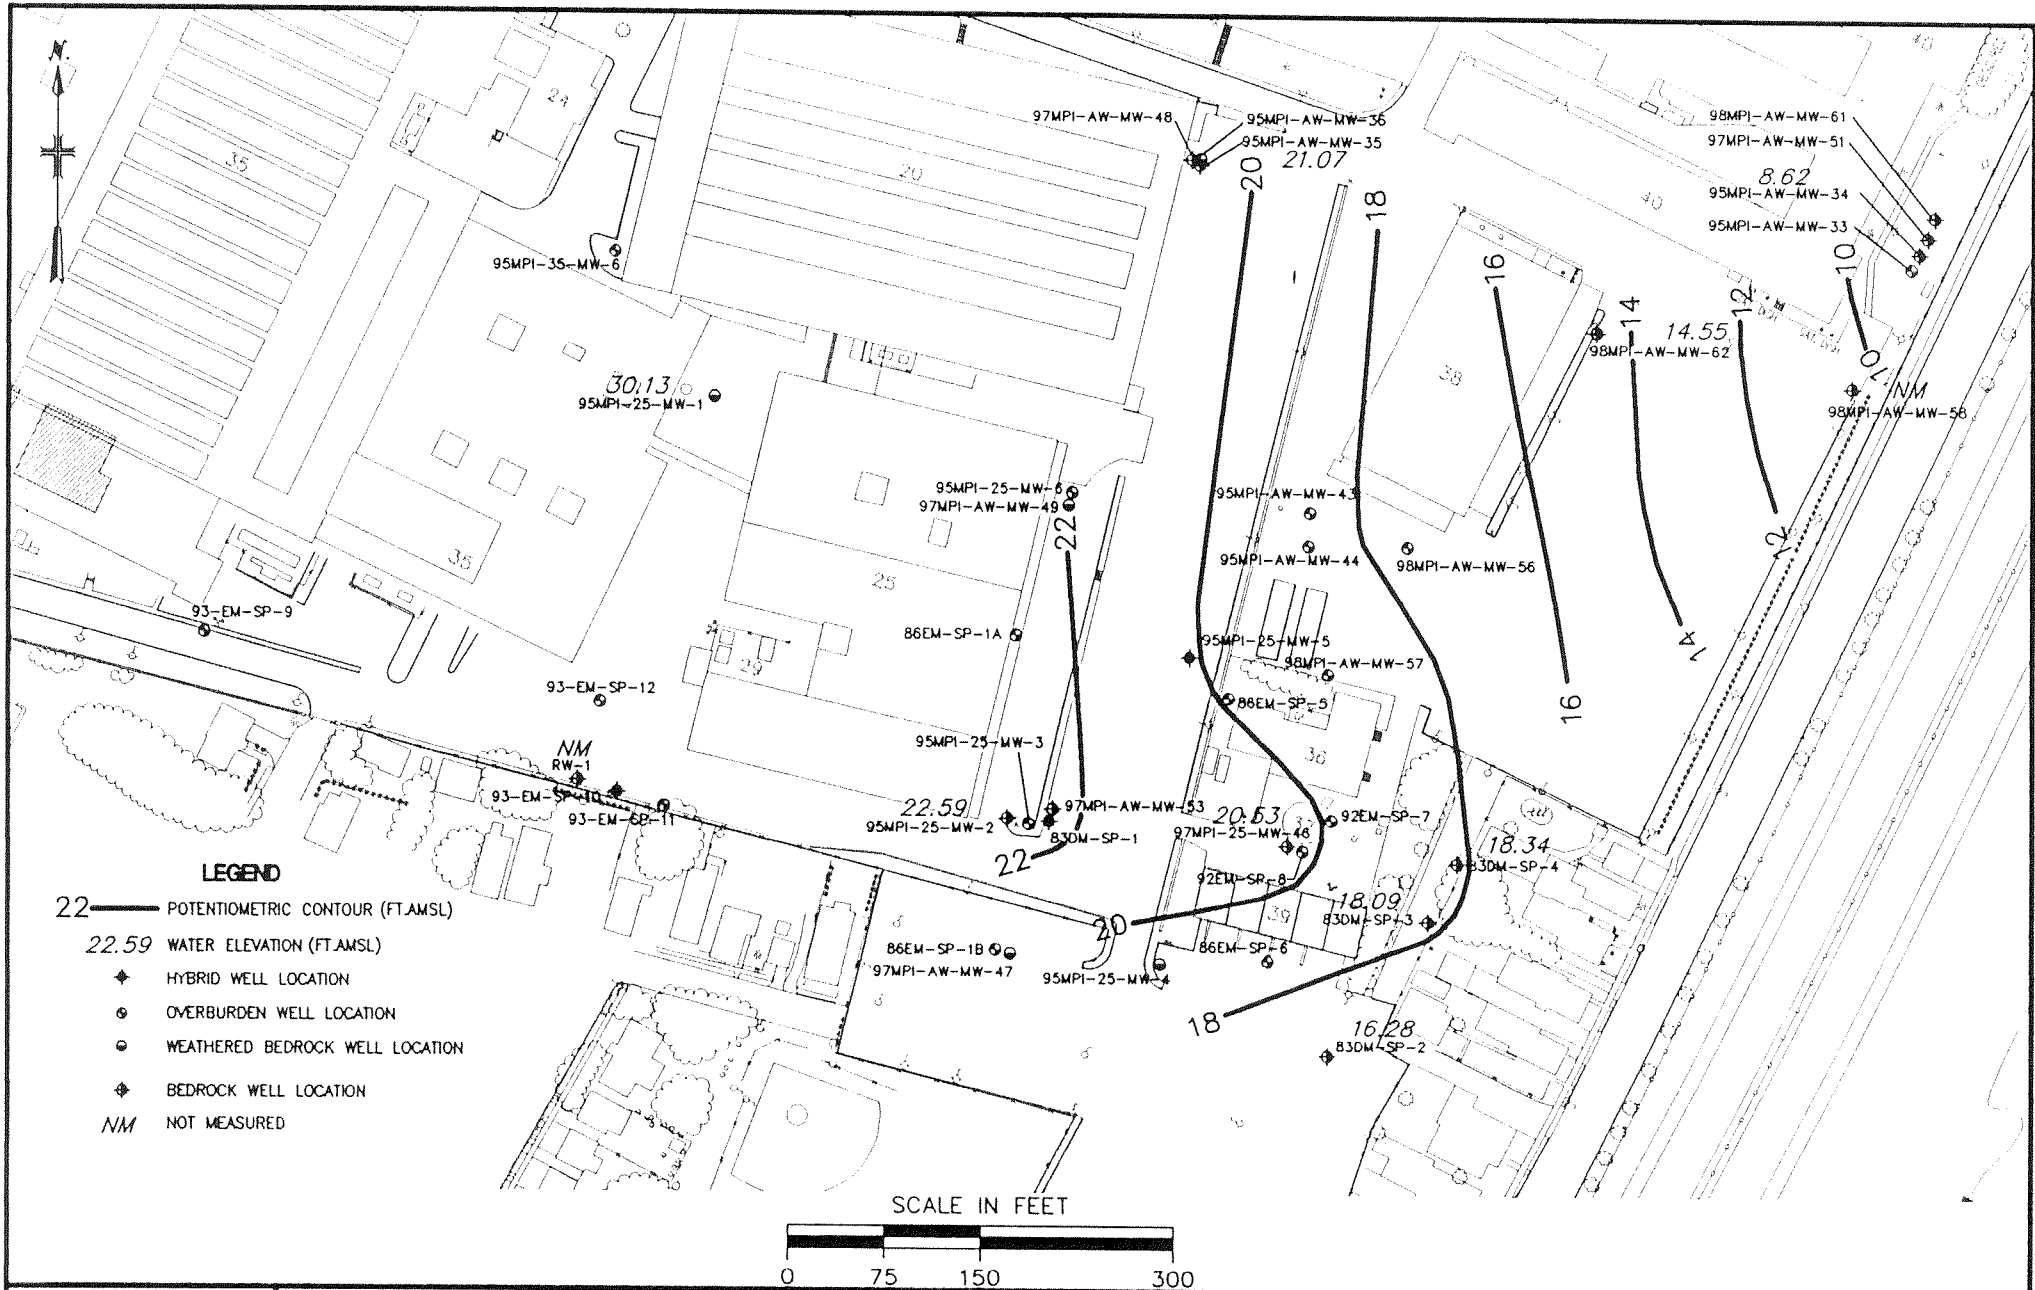 N.
24
97MPI-AW-MW-48
95MPI-AW-MW-36
95MPI-AW-MW-35
21.07
20
40
98MPI-AW-MW-61
97MPI-AW-MW-51
8.62
95MPI-AW-MW-34
95MPI-AW-MW-33
35
20
18
40
95MPI-35-MW-6
16
14
12
10
14.55
98MPI-AW-MW-62
38
10
NM
98MPI-AW-MW-58
30.13
95MPI-25-MW-1
95MPI-25-MW-6
97MPI-AW-MW-49
22
95MPI-AW-MW-43
95MPI-AW-MW-44
98MPI-AW-MW-56
12
35
25
93-EM-SP-9
86EM-SP-1A
95MPI-25-MW-5
98MPI-AW-MW-57
14
29
93-EM-SP-12
86EM-SP-5
16
NM
RW-1
95MPI-25-MW-3
36
93-EM-SP-10
93-EM-SP-11
22.59
95MPI-25-MW-2
97MPI-AW-MW-53
83DM-SP-1
20.53
97MPI-25-MW-46
92EM-SP-7
18.34
83DM-SP-4
22
92EM-SP-8
18.09
83DM-SP-3
39
20
86EM-SP-1B
97MPI-AW-MW-47
95MPI-25-MW-4
86EM-SP-6
18
16.28
83DM-SP-2
LEGEND
22 POTENTIOMETRIC CONTOUR (FT.AMSL)
22.59 WATER ELEVATION (FT.AMSL)
HYBRID WELL LOCATION
OVERBURDEN WELL LOCATION
WEATHERED BEDROCK WELL LOCATION
BEDROCK WELL LOCATION
NM NOT MEASURED
SCALE IN FEET
0 75 150 300